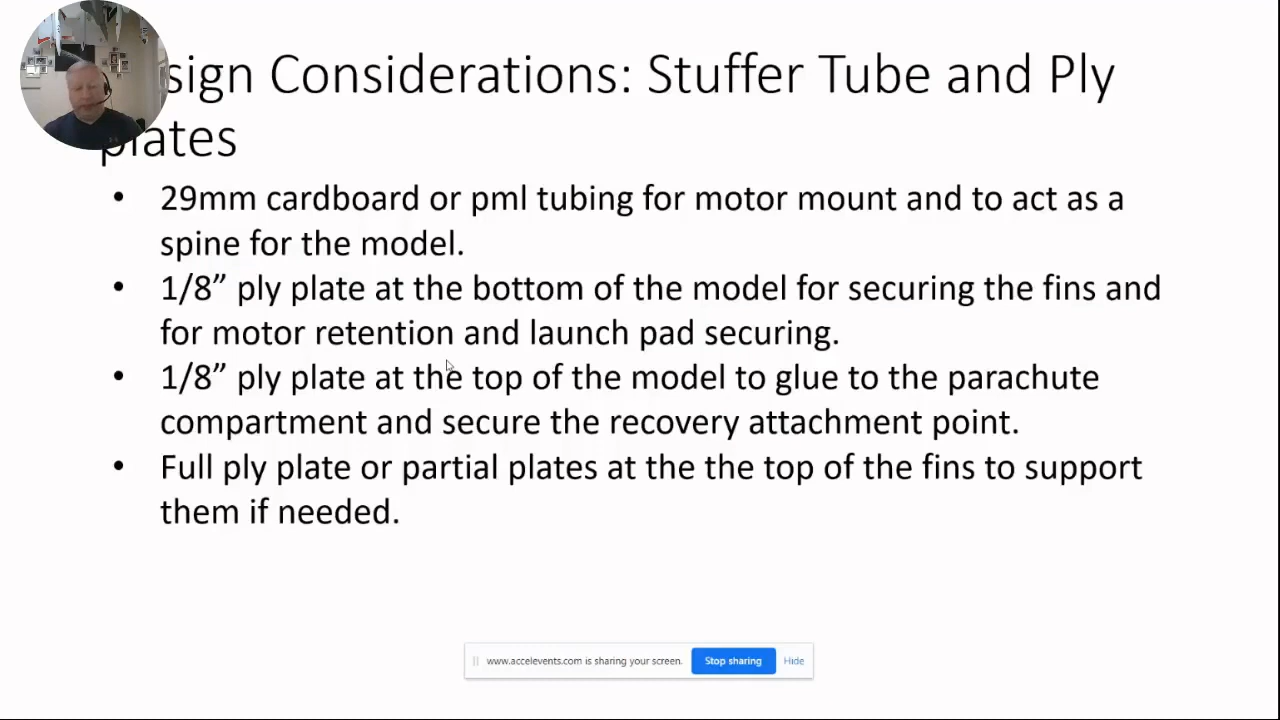 sign Considerations: Stuffer Tube and Ply
plates
• 29mm cardboard or pml tubing for motor mount and to act as a
spine for the model.
• 1/8” ply plate at the bottom of the model for securing the fins and
for motor retention and launch pad securing.
• 1/8” ply plate at the top of the model to glue to the parachute
compartment and secure the recovery attachment point.
• Full ply plate or partial plates at the the top of the fins to support
them if needed.
www.accelevents.com is sharing your screen. Stop sharing Hide